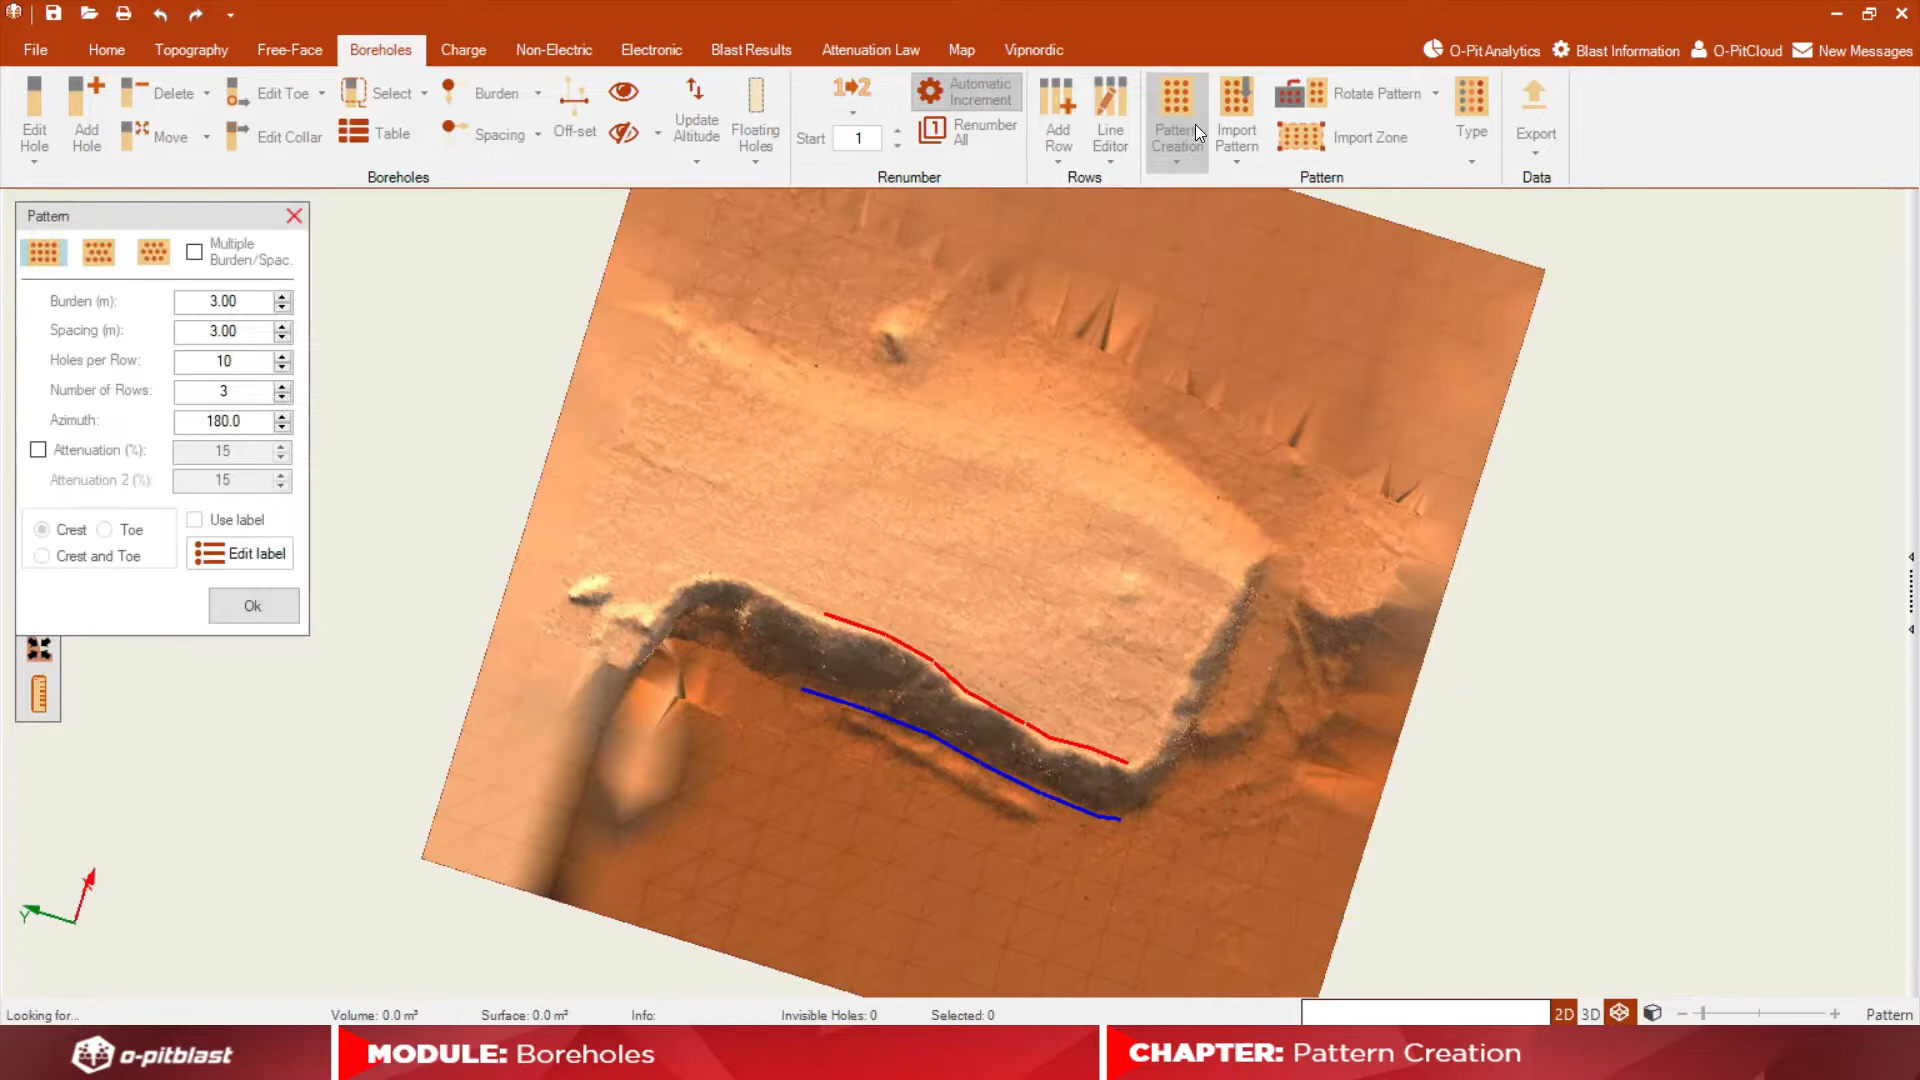 File
Home
Topography
Free-Face
Boreholes
Charge
Non-Electric
Electronic
Blast Results
Attenuation Law
Map
Vipnordic
O-Pit Analytics
Blast Information
O-PitCloud
New Messages
Edit
Hole
Add
Hole
Delete
Move
Edit Toe
Edit Collar
Select
Table
Burden
Spacing
Off-set
Update
Altitude
Floating
Holes
Boreholes
1 2
Start 1
Automatic
Increment
1 Renumber
All
Renumber
Add
Row
Line
Editor
Rows
Pattern
Creation
Import
Pattern
Rotate Pattern
Import Zone
Type
Pattern
Export
Data
Pattern
Multiple
Burden/Spac.
Burden (m): 3.00
Spacing (m): 3.00
Holes per Row: 10
Number of Rows: 3
Azimuth: 180.0
Attenuation (%): 15
Attenuation 2 (%): 15
Crest Toe
Crest and Toe
Use label
Edit label
Ok
Y
Looking for...
Volume: 0.0 m³
Surface: 0.0 m²
Info:
Invisible Holes: 0
Selected: 0
2D 3D
Pattern
o-pitblast
MODULE: Boreholes
CHAPTER: Pattern Creation